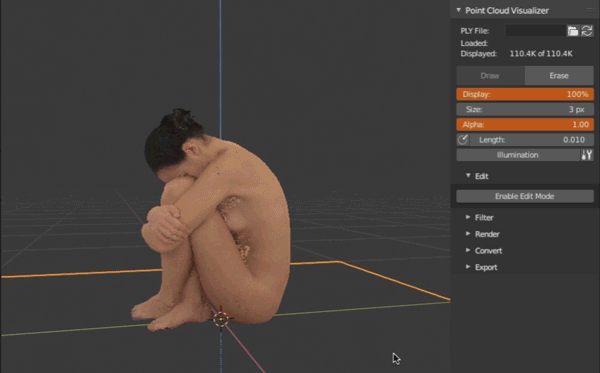 Point Cloud Visualizer
PLY File:
Loaded:
Displayed: 110.4K of 110.4K
Draw Erase
Display: 100%
Size: 3 px
Alpha: 1.00
Length: 0.010
Illumination
Edit
Enable Edit Mode
Filter
Render
Convert
Export